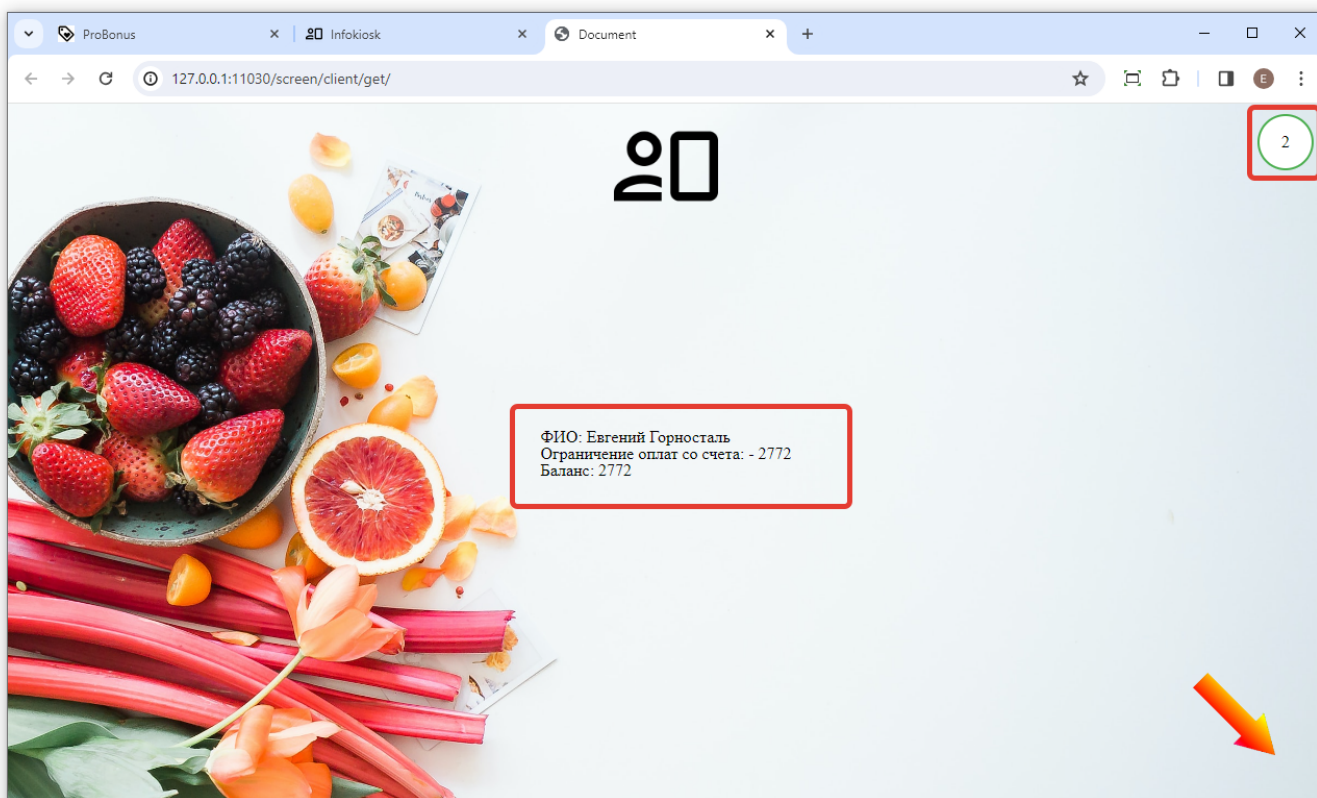 ProBonus
Infokiosk
Document
127.0.0.1:11030/screen/client/get/
E
2
ФИО: Евгений Горносталь
Ограничение оплат со счета: - 2772
Баланс: 2772